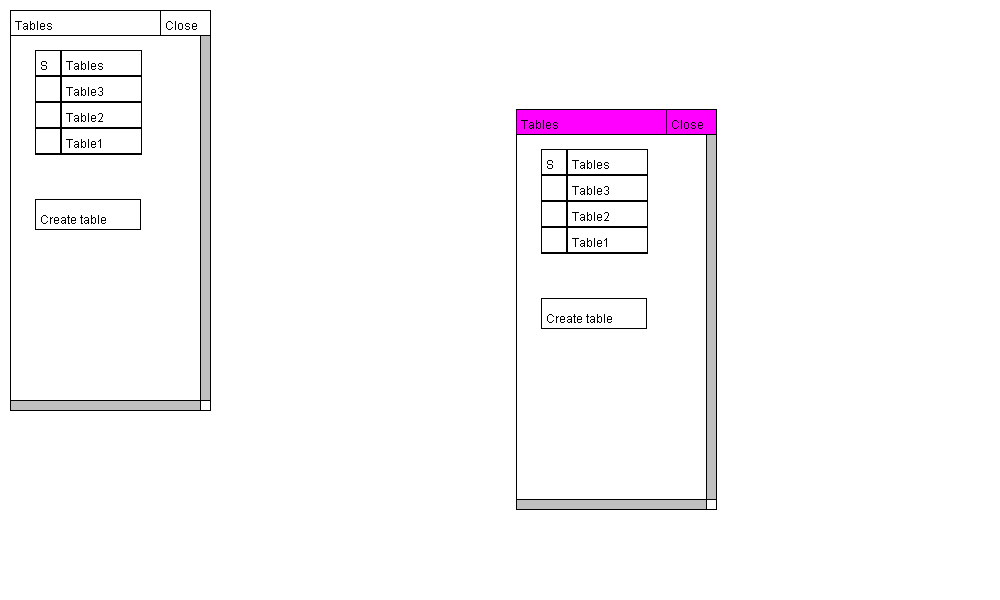 Tables Close
S Tables
Table3
Table2
Table1
Create table
Tables Close
S Tables
Table3
Table2
Table1
Create table